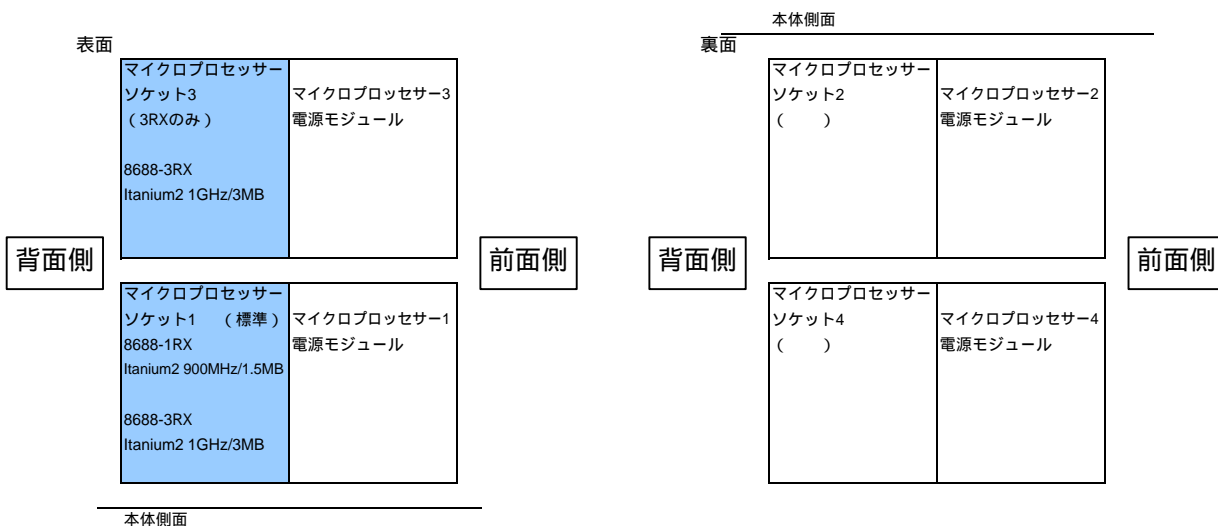 表面
マイクロプロセッサー
ソケット3
（3RXのみ）
8688-3RX
Itanium2 1GHz/3MB
マイクロプロッセサー3
電源モジュール
背面側
前面側
マイクロプロセッサー
ソケット1　（標準）
8688-1RX
Itanium2 900MHz/1.5MB
8688-3RX
Itanium2 1GHz/3MB
マイクロプロッセサー1
電源モジュール
本体側面
本体側面
裏面
マイクロプロセッサー
ソケット2
（　　）
マイクロプロッセサー2
電源モジュール
背面側
前面側
マイクロプロセッサー
ソケット4
（　　）
マイクロプロッセサー4
電源モジュール